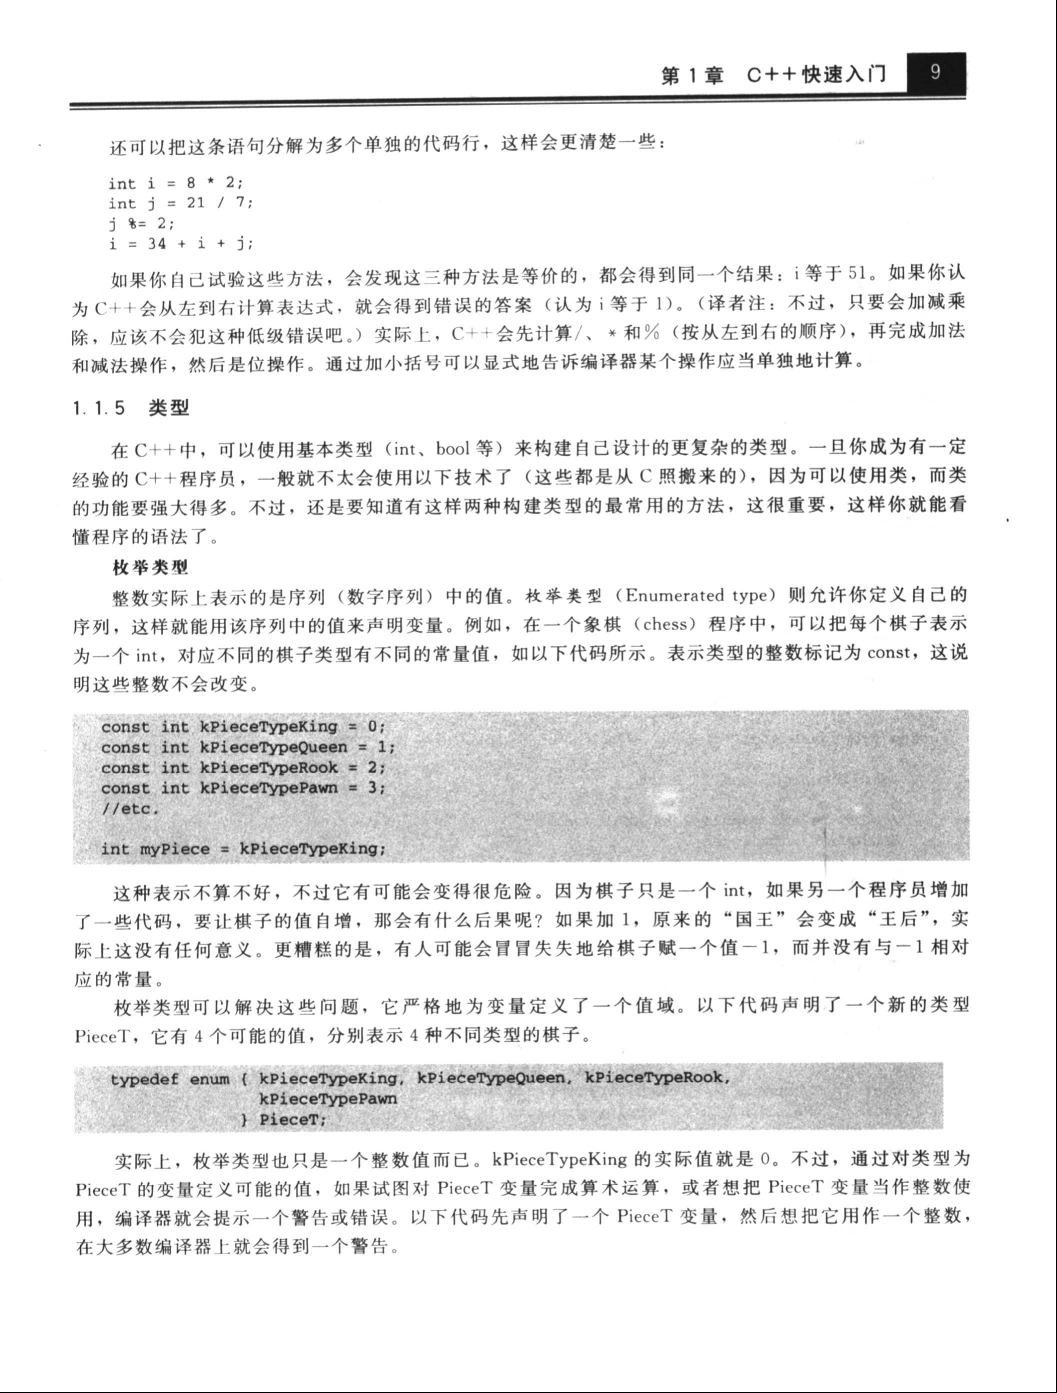 第 1 章 C++快速入门 9
还可以把这条语句分解为多个单独的代码行，这样会更清楚一些：
int i = 8 * 2;
int j = 21 / 7;
j %= 2;
i = 34 + i + j;
如果你自己试验这些方法，会发现这三种方法是等价的，都会得到同一个结果：i 等于 51。如果你认
为 C++会从左到右计算表达式，就会得到错误的答案（认为 i 等于 1）。（译者注：不过，只要会加减乘
除，应该不会犯这种低级错误吧。）实际上，C++会先计算/、* 和%（按从左到右的顺序），再完成加法
和减法操作，然后是位操作。通过加小括号可以显式地告诉编译器某个操作应当单独地计算。
1.1.5 类型
在 C++中，可以使用基本类型（int、bool 等）来构建自己设计的更复杂的类型。一旦你成为有一定
经验的 C++程序员，一般就不太会使用以下技术了（这些都是从 C 照搬来的），因为可以使用类，而类
的功能要强大得多。不过，还是要知道有这样两种构建类型的最常用的方法，这很重要，这样你就能看
懂程序的语法了。
枚举类型
整数实际上表示的是序列（数字序列）中的值。枚举类型（Enumerated type）则允许你定义自己的
序列，这样就能用该序列中的值来声明变量。例如，在一个象棋（chess）程序中，可以把每个棋子表示
为一个 int，对应不同的棋子类型有不同的常量值，如以下代码所示。表示类型的整数标记为 const，这说
明这些整数不会改变。
const int kPieceTypeKing = 0;
const int kPieceTypeQueen = 1;
const int kPieceTypeRook = 2;
const int kPieceTypePawn = 3;
//etc.
int myPiece = kPieceTypeKing;
这种表示不算不好，不过它有可能会变得很危险。因为棋子只是一个 int，如果另一个程序员增加
了一些代码，要让棋子的值自增，那会有什么后果呢？如果加 1，原来的“国王”会变成“王后”，实
际上这没有任何意义。更糟糕的是，有人可能会冒冒失失地给棋子赋一个值－1，而并没有与－1 相对
应的常量。
枚举类型可以解决这些问题，它严格地为变量定义了一个值域。以下代码声明了一个新的类型
PieceT，它有 4 个可能的值，分别表示 4 种不同类型的棋子。
typedef enum { kPieceTypeKing, kPieceTypeQueen, kPieceTypeRook,
kPieceTypePawn
} PieceT;
实际上，枚举类型也只是一个整数值而已。kPieceTypeKing 的实际值就是 0。不过，通过对类型为
PieceT 的变量定义可能的值，如果试图对 PieceT 变量完成算术运算，或者想把 PieceT 变量当作整数使
用，编译器就会提示一个警告或错误。以下代码先声明了一个 PieceT 变量，然后想把它用作一个整数，
在大多数编译器上就会得到一个警告。